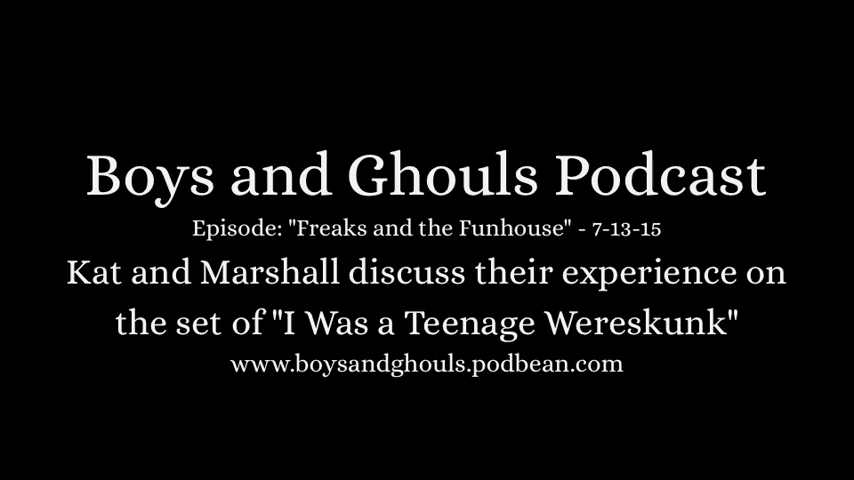 Boys and Ghouls Podcast
Episode: "Freaks and the Funhouse" - 7-13-15
Kat and Marshall discuss their experience on
the set of "I Was a Teenage Wereskunk"
www.boysandghouls.podbean.com